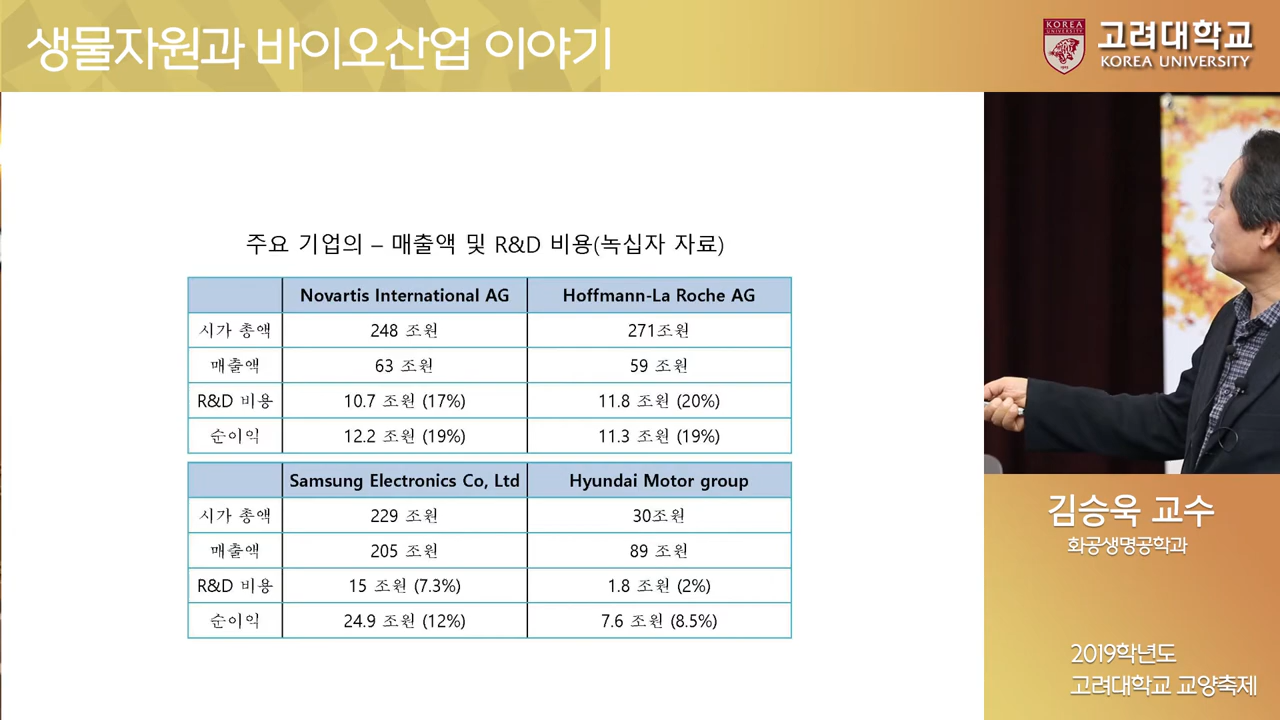 생물자원과 바이오산업 이야기
KOREA
UNIVERSITY
고려대학교
KOREA UNIVERSITY
주요 기업의 – 매출액 및 R&D 비용(녹십자 자료)
Novartis International AG Hoffmann-La Roche AG
시가 총액 248 조원 271조원
매출액 63 조원 59 조원
R&D 비용 10.7 조원 (17%) 11.8 조원 (20%)
순이익 12.2 조원 (19%) 11.3 조원 (19%)
Samsung Electronics Co, Ltd Hyundai Motor group
시가 총액 229 조원 30조원
매출액 205 조원 89 조원
R&D 비용 15 조원 (7.3%) 1.8 조원 (2%)
순이익 24.9 조원 (12%) 7.6 조원 (8.5%)
김승욱 교수
화공생명공학과
2019학년도
고려대학교 교양축제